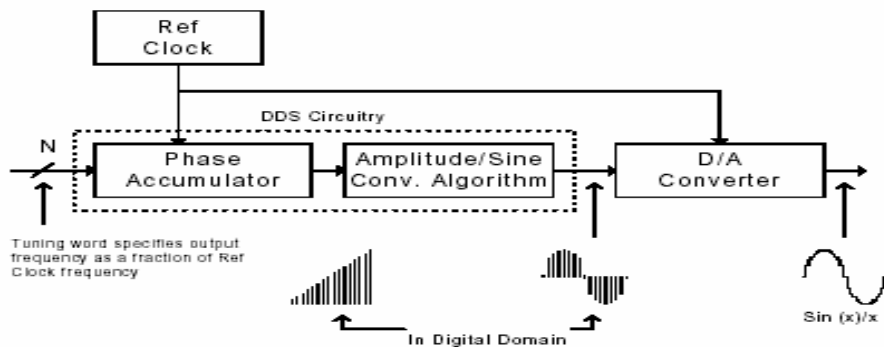 Ref
Clock
DDS Circuitry
N
Phase
Accumulator
Amplitude/Sine
Conv. Algorithm
D/A
Converter
Tuning word specifies output
frequency as a fraction of Ref
Clock frequency
In Digital Domain
Sin (x)/x